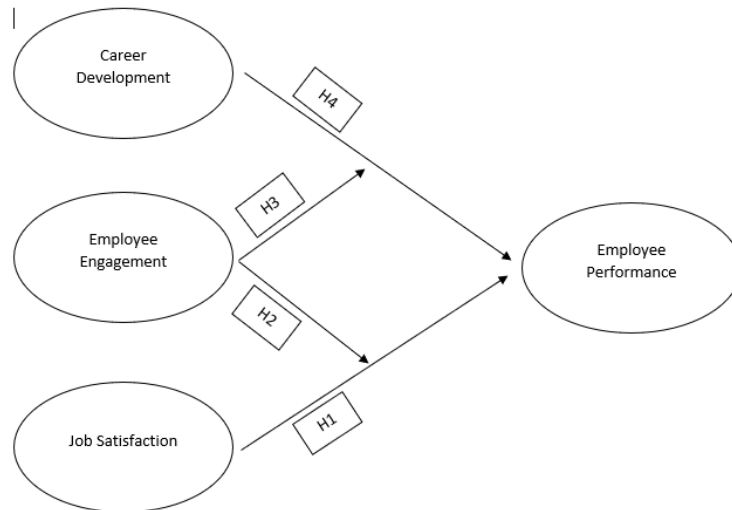 Career
Development
H4
H3
Employee
Engagement
Employee
Performance
H2
Job Satisfaction
H1